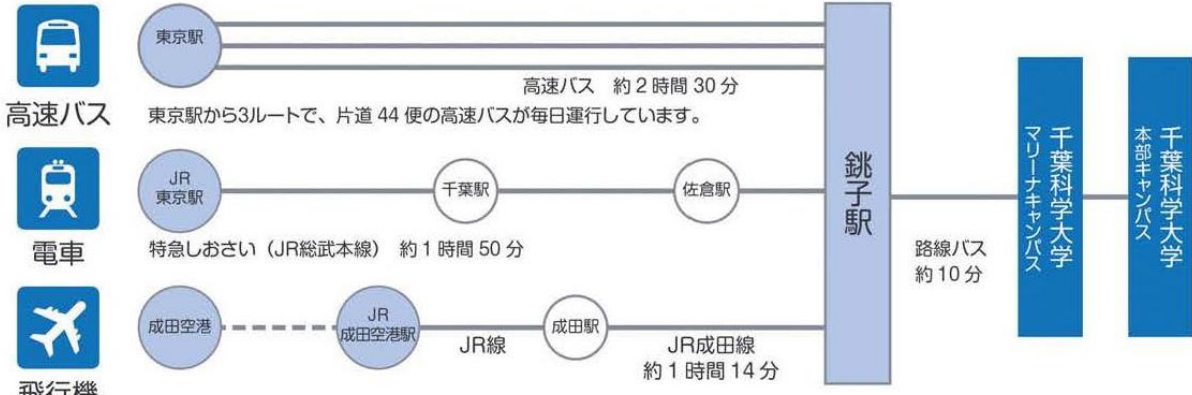 高速バス
東京駅
高速バス 約2時間30分
東京駅から3ルートで、片道44便の高速バスが毎日運行しています。
電車
JR
東京駅
千葉駅
佐倉駅
特急しおさい（JR総武本線） 約1時間50分
飛行機
成田空港
JR
成田空港駅
JR線
成田駅
JR成田線
約1時間14分
銚子駅
路線バス
約10分
千葉科学大学
マリーナキャンパス
千葉科学大学
本部キャンパス